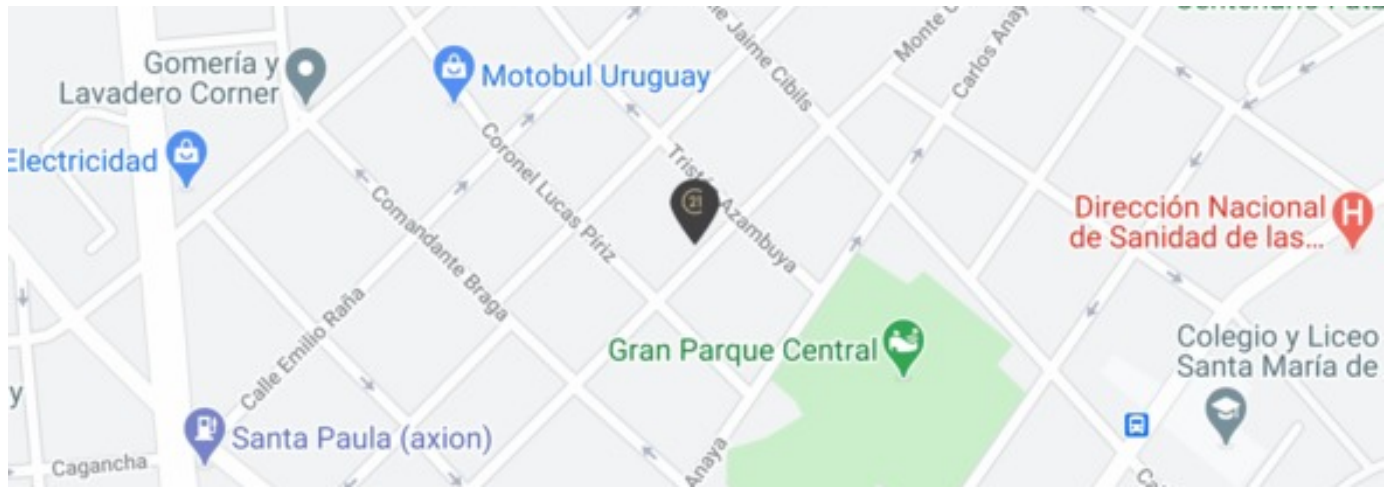 Gomería y
Lavadero Corner
Motobul Uruguay
Jaime Cibils
Monte
Carlos Anay
Electricidad
Coronel Lucas Píriz
Tristán Azambuya
21
Comandante Braga
Dirección Nacional
de Sanidad de las...
H
Calle Emilio Raña
Gran Parque Central
Colegio y Liceo
Santa María de
y
Santa Paula (axion)
Cagancha
Anaya